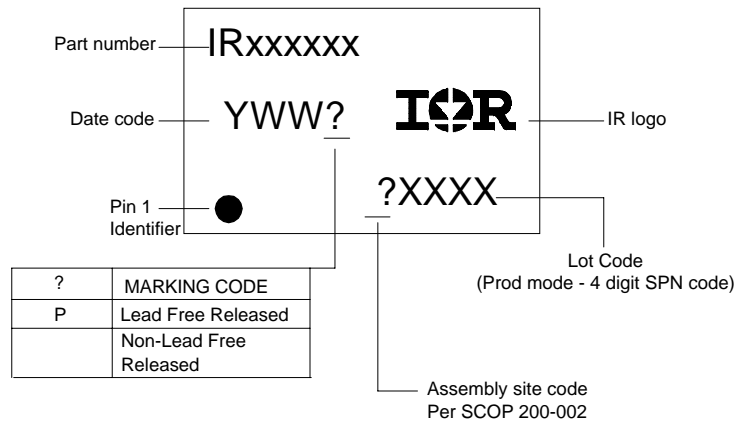 Part number
IRxxxxxx
Date code
YWW?
IOR
IR logo
?XXXX
Pin 1
Identifier
Lot Code
(Prod mode - 4 digit SPN code)
? MARKING CODE
P Lead Free Released
Non-Lead Free
Released
Assembly site code
Per SCOP 200-002